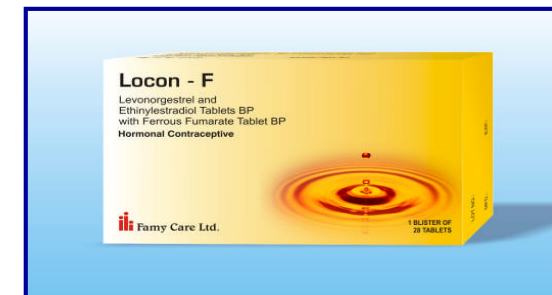 Locon - F
Levonorgestrel and
Ethinylestradiol Tablets BP
with Ferrous Fumarate Tablet BP
Hormonal Contraceptive
Famy Care Ltd.
1 BLISTER OF
28 TABLETS